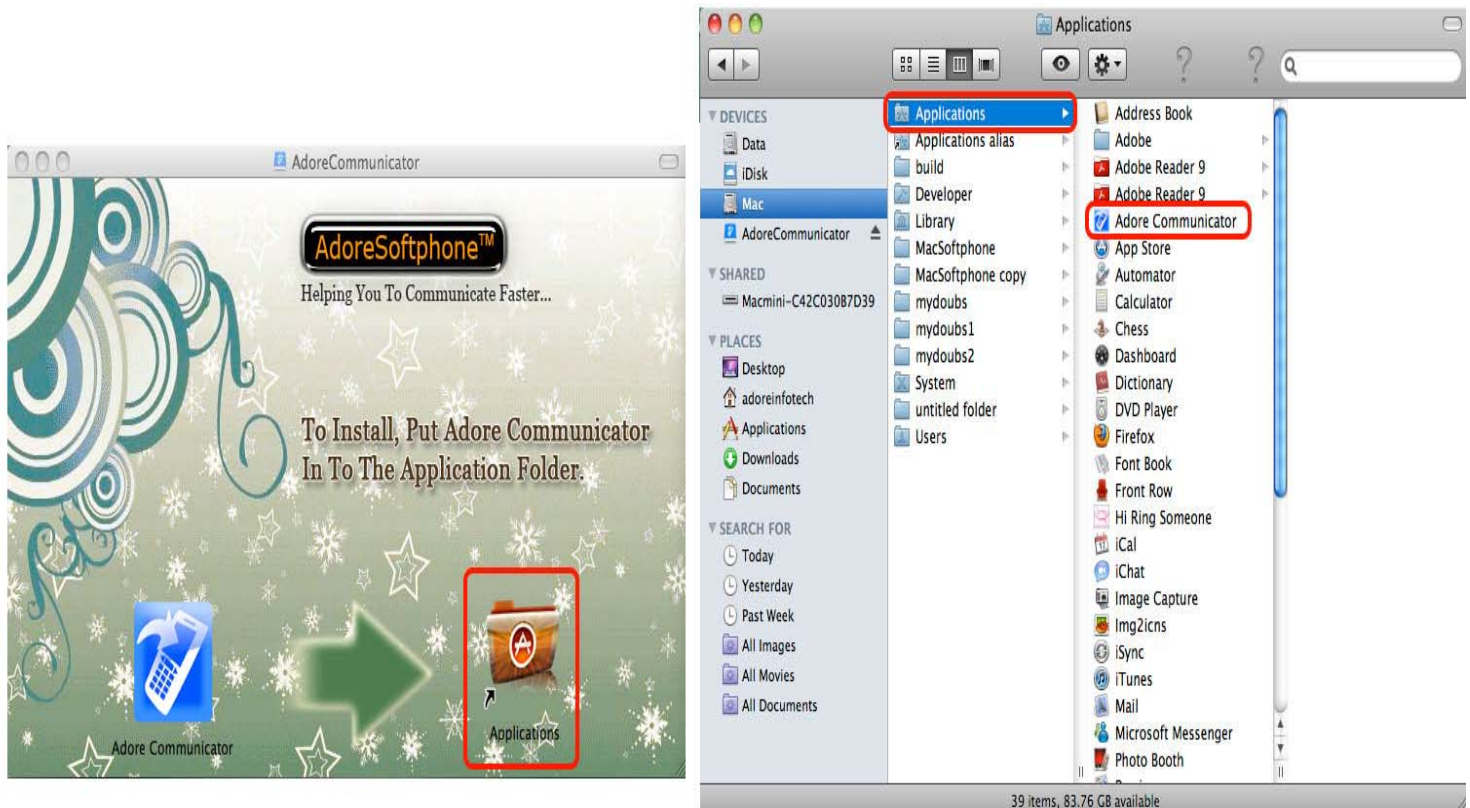 AdoreCommunicator
AdoreSoftphone™
Helping You To Communicate Faster...
To Install, Put Adore Communicator
In To The Application Folder.
Adore Communicator
Applications
Applications
DEVICES
Data
iDisk
Mac
AdoreCommunicator
SHARED
Macmini-C42C030B7D39
PLACES
Desktop
adoreinfotech
Applications
Downloads
Documents
SEARCH FOR
Today
Yesterday
Past Week
All Images
All Movies
All Documents
Applications
Applications alias
build
Developer
Library
MacSoftphone
MacSoftphone copy
mydoubs
mydoubs1
mydoubs2
System
untitled folder
Users
Address Book
Adobe
Adobe Reader 9
Adobe Reader 9
Adore Communicator
App Store
Automator
Calculator
Chess
Dashboard
Dictionary
DVD Player
Firefox
Font Book
Front Row
Hi Ring Someone
iCal
iChat
Image Capture
Img2icns
iSync
iTunes
Mail
Microsoft Messenger
Photo Booth
39 items, 83.76 GB available